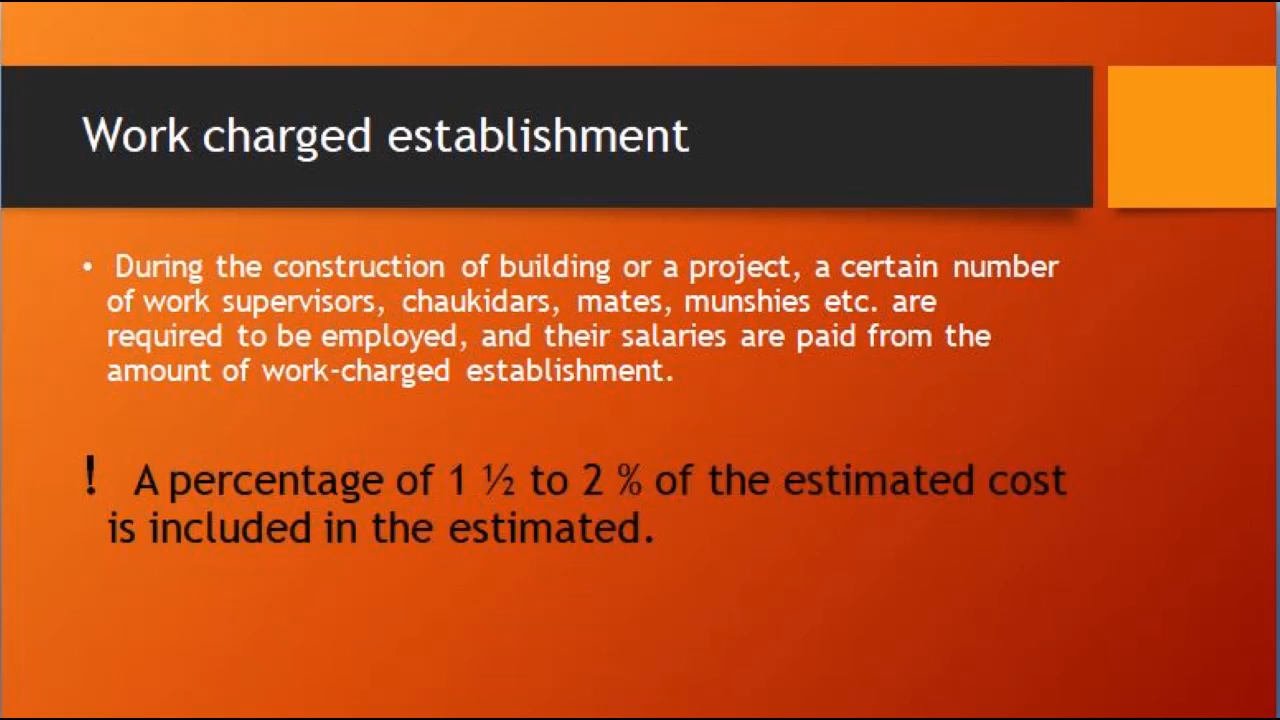 Work charged establishment
• During the construction of building or a project, a certain number
of work supervisors, chaukidars, mates, munshies etc. are
required to be employed, and their salaries are paid from the
amount of work-charged establishment.
! A percentage of 1 ½ to 2 % of the estimated cost
is included in the estimated.